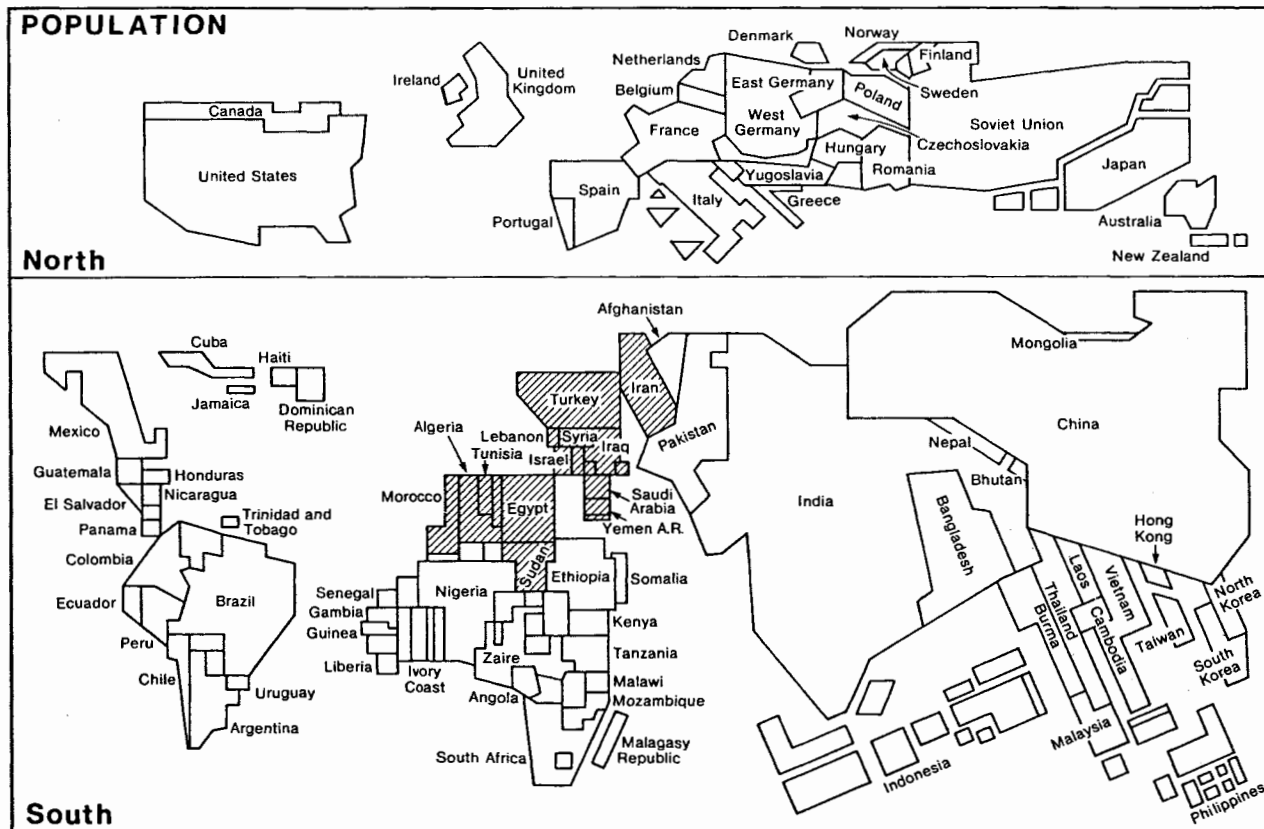 POPULATION
Denmark
Norway
Netherlands
Finland
Ireland
United
Kingdom
Belgium
East Germany
Sweden
Poland
Canada
France
West
Germany
Soviet Union
Czechoslovakia
Hungary
United States
Spain
Yugoslavia
Romania
Japan
Italy
Greece
Portugal
Australia
North
New Zealand
Afghanistan
Cuba
Haiti
Mongolia
Jamaica
Dominican
Republic
Turkey
Iran
Algeria
Lebanon
Syria
Mexico
Tunisia
Iraq
Pakistan
China
Israel
Nepal
Guatemala
Honduras
Bhutan
Nicaragua
Morocco
Saudi
Arabia
India
El Salvador
Egypt
Trinidad and
Tobago
Yemen A.R.
Panama
Bangladesh
Hong
Kong
Colombia
Sudan
Laos
Vietnam
Ethiopia
Somalia
Senegal
Nigeria
Thailand
North
Korea
Ecuador
Brazil
Gambia
Burma
Cambodia
Guinea
Kenya
Taiwan
Peru
Zaire
Tanzania
South
Korea
Liberia
Ivory
Coast
Chile
Malawi
Uruguay
Angola
Mozambique
Argentina
Malaysia
South Africa
Malagasy
Republic
Indonesia
Philippines
South